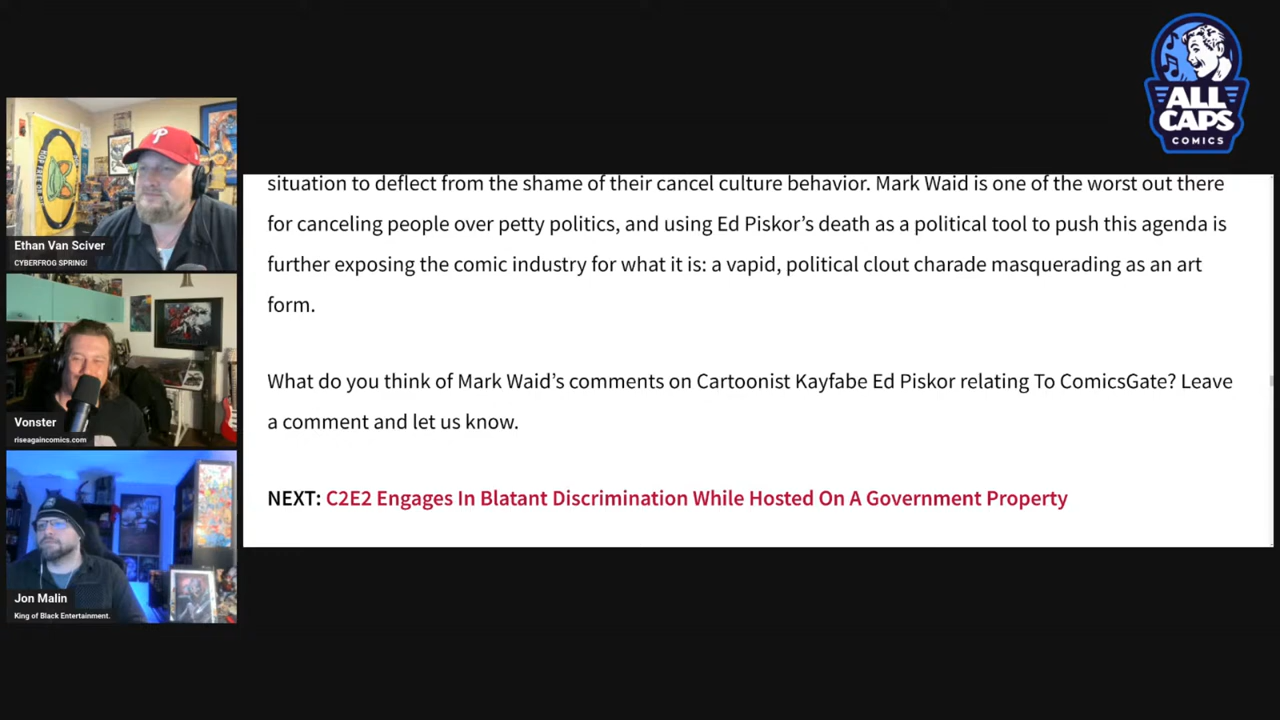 ALL
CAPS
COMICS
situation to deflect from the shame of their cancel culture behavior. Mark Waid is one of the worst out there
for canceling people over petty politics, and using Ed Piskor’s death as a political tool to push this agenda is
further exposing the comic industry for what it is: a vapid, political clout charade masquerading as an art
form.
What do you think of Mark Waid’s comments on Cartoonist Kayfabe Ed Piskor relating To ComicsGate? Leave
a comment and let us know.
NEXT: C2E2 Engages In Blatant Discrimination While Hosted On A Government Property
P
Ethan Van Sciver
CYBERFROG SPRING!
Vonster
riseagaincomics.com
Jon Malin
King of Black Entertainment.